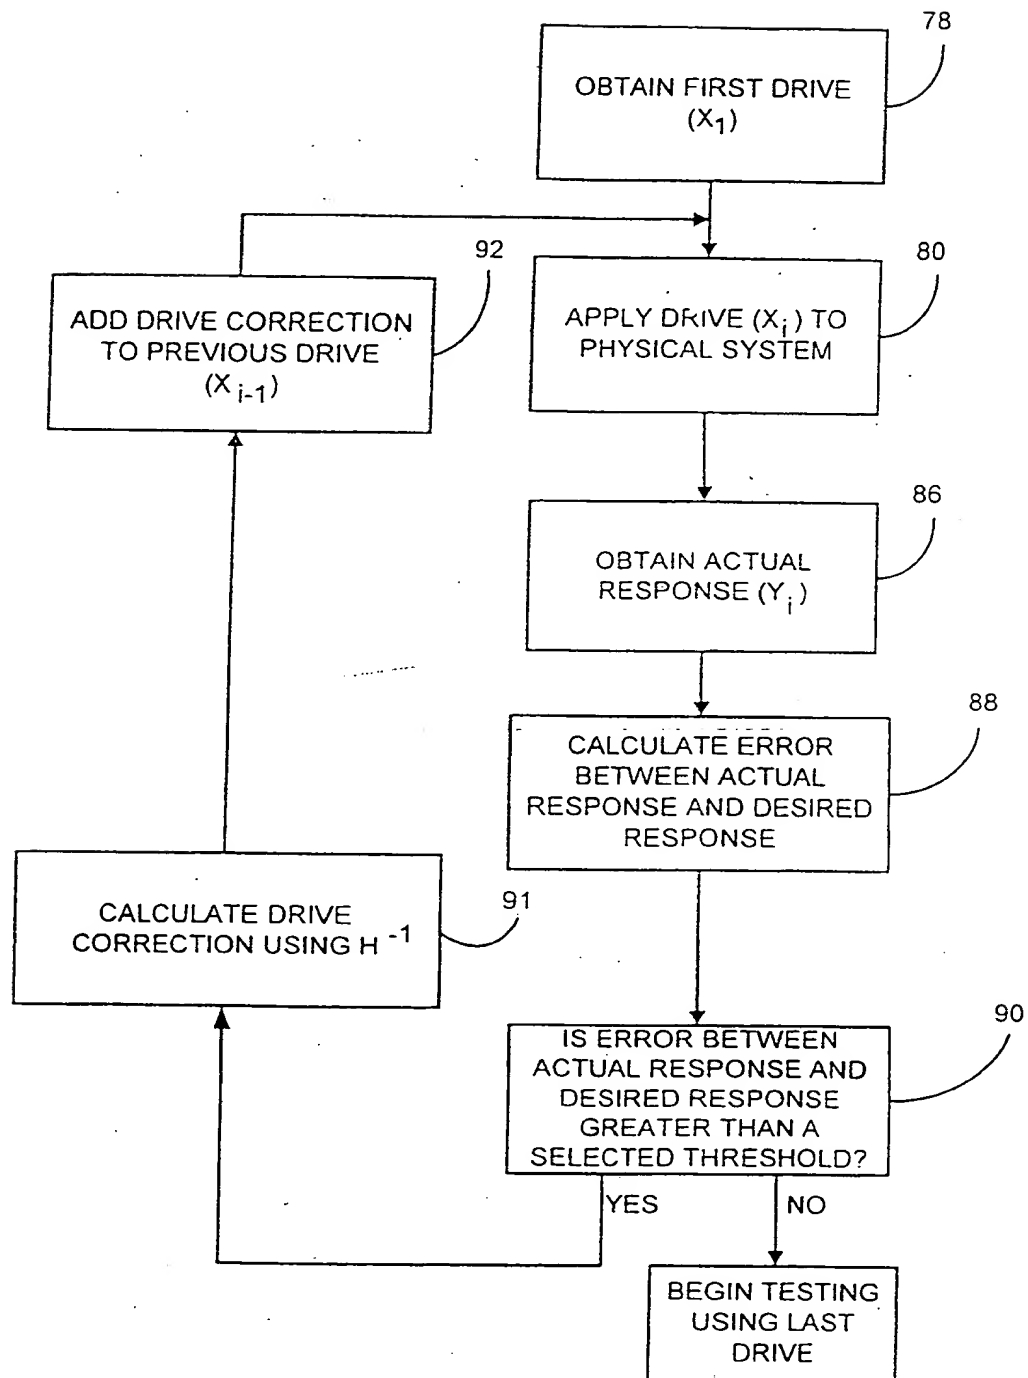 78
OBTAIN FIRST DRIVE
(X1)
92
80
ADD DRIVE CORRECTION
TO PREVIOUS DRIVE
(X i-1)
APPLY DRIVE (Xi) TO
PHYSICAL SYSTEM
86
OBTAIN ACTUAL
RESPONSE (Yi)
88
CALCULATE ERROR
BETWEEN ACTUAL
RESPONSE AND DESIRED
RESPONSE
91
CALCULATE DRIVE
CORRECTION USING H -1
90
IS ERROR BETWEEN
ACTUAL RESPONSE AND
DESIRED RESPONSE
GREATER THAN A
SELECTED THRESHOLD?
YES
NO
BEGIN TESTING
USING LAST
DRIVE